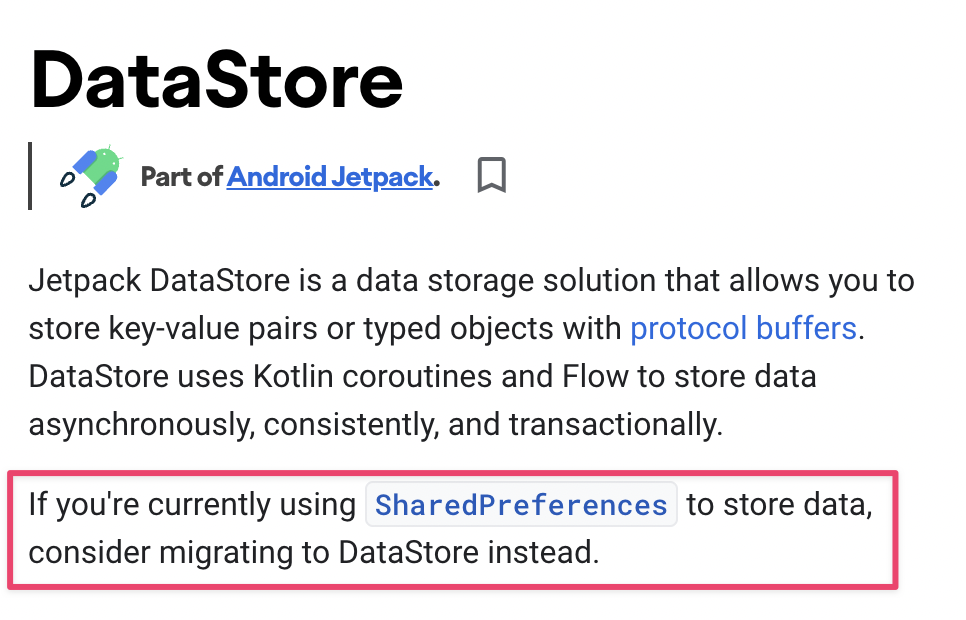 DataStore
Part of Android Jetpack.
Jetpack DataStore is a data storage solution that allows you to
store key-value pairs or typed objects with protocol buffers.
DataStore uses Kotlin coroutines and Flow to store data
asynchronously, consistently, and transactionally.
If you're currently using SharedPreferences to store data,
consider migrating to DataStore instead.